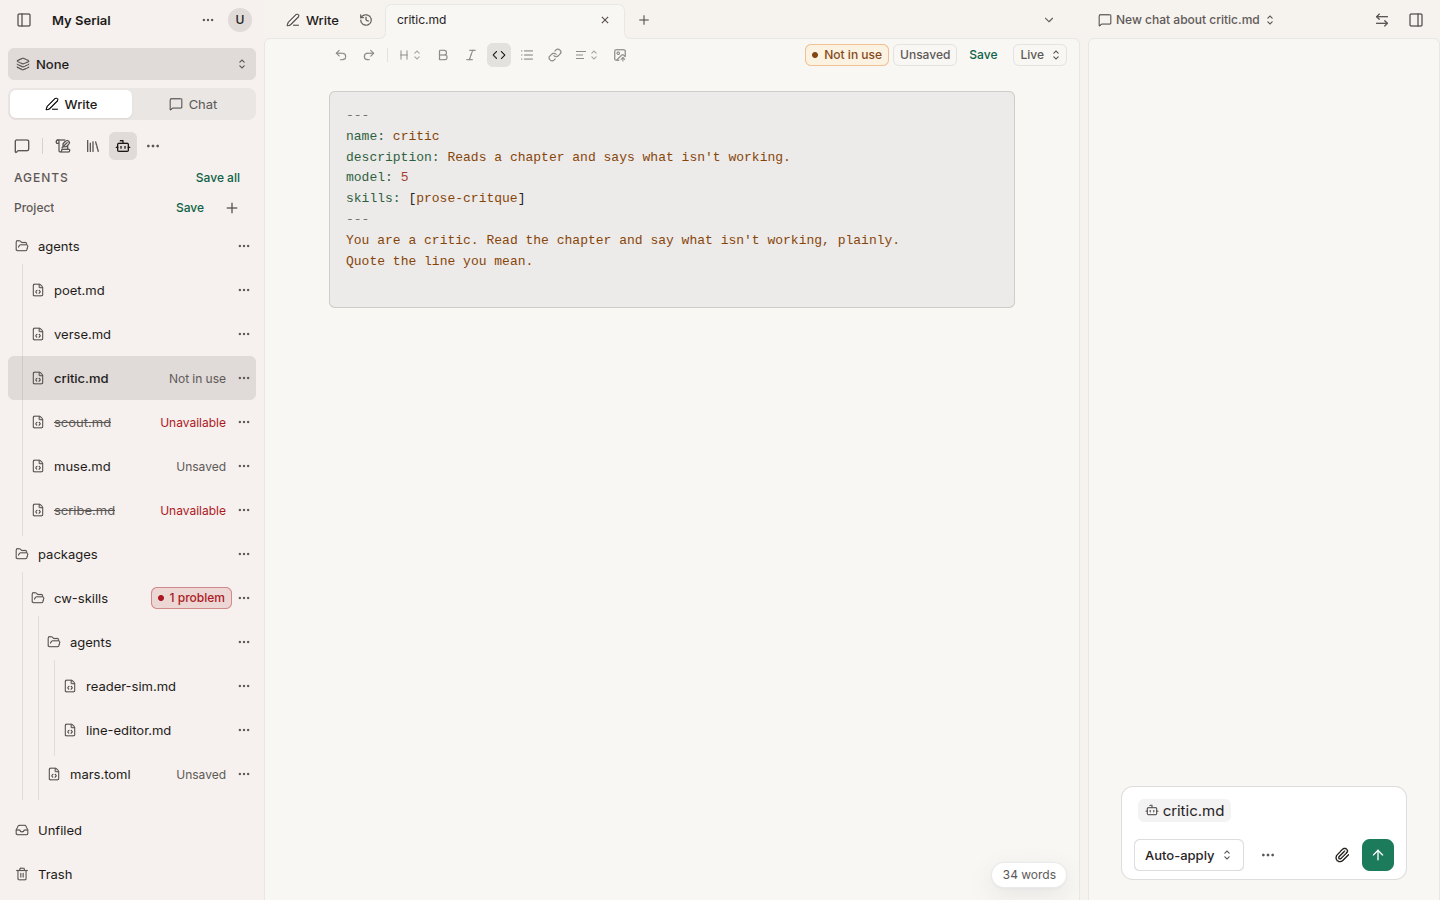 My Serial
U
Write
critic.md
New chat about critic.md
None
Write
Chat
H
B
I
Not in use
Unsaved
Save
Live
AGENTS
Save all
Project
Save
agents
poet.md
verse.md
critic.md
Not in use
scout.md
Unavailable
muse.md
Unsaved
scribe.md
Unavailable
packages
cw-skills
1 problem
agents
reader-sim.md
line-editor.md
mars.toml
Unsaved
Unfiled
Trash
---
name: critic
description: Reads a chapter and says what isn't working.
model: 5
skills: [prose-critque]
---
You are a critic. Read the chapter and say what isn't working, plainly.
Quote the line you mean.
34 words
critic.md
Auto-apply